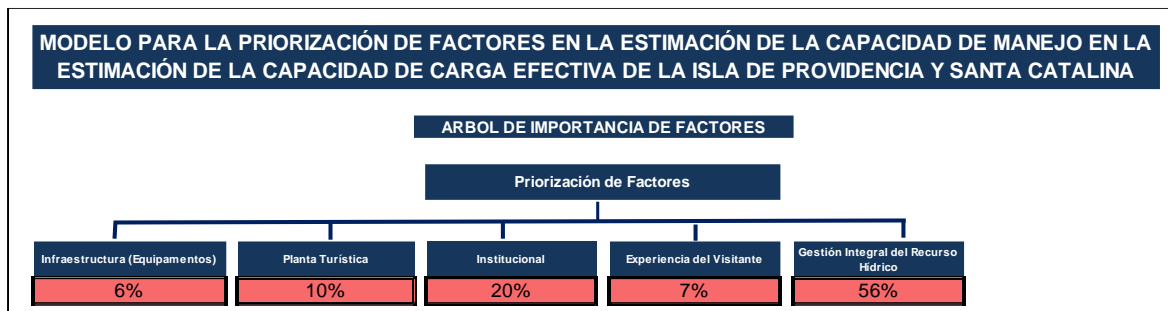 MODELO PARA LA PRIORIZACIÓN DE FACTORES EN LA ESTIMACIÓN DE LA CAPACIDAD DE MANEJO EN LA
ESTIMACIÓN DE LA CAPACIDAD DE CARGA EFECTIVA DE LA ISLA DE PROVIDENCIA Y SANTA CATALINA
ARBOL DE IMPORTANCIA DE FACTORES
Priorización de Factores
Infraestructura (Equipamentos)
Planta Turística
Institucional
Experiencia del Visitante
Gestión Integral del Recurso
Hídrico
6%
10%
20%
7%
56%